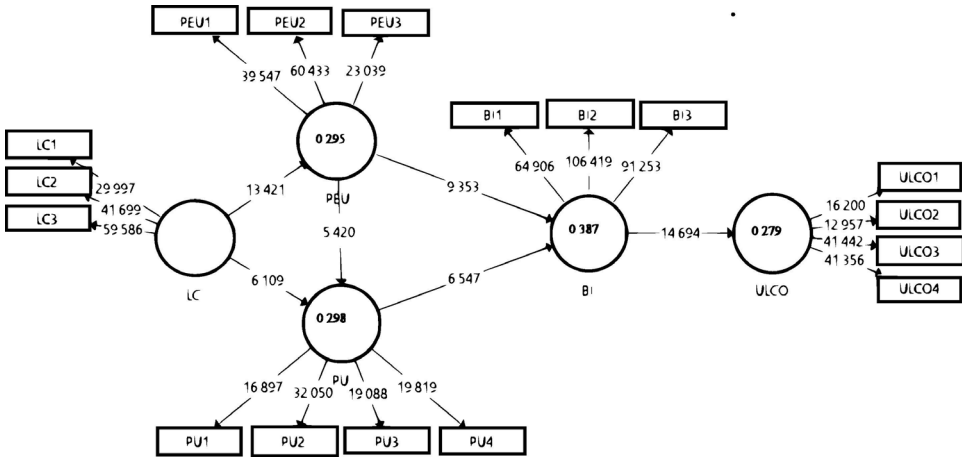 PEU1 PEU2 PEU3
39 547 60 433 23 039
BI1 BI2 BI3
64 906 106 419 91 253
LC1
LC2
LC3
29 997
41 699
59 586
LC
13 421
6 109
0 295
PEU
5 420
9 353
0 298
PU
6 547
0 387
BI
14 694
0 279
ULCO
16 200
12 957
41 442
41 356
ULCO1
ULCO2
ULCO3
ULCO4
16 897 32 050 19 088 19 819
PU1 PU2 PU3 PU4